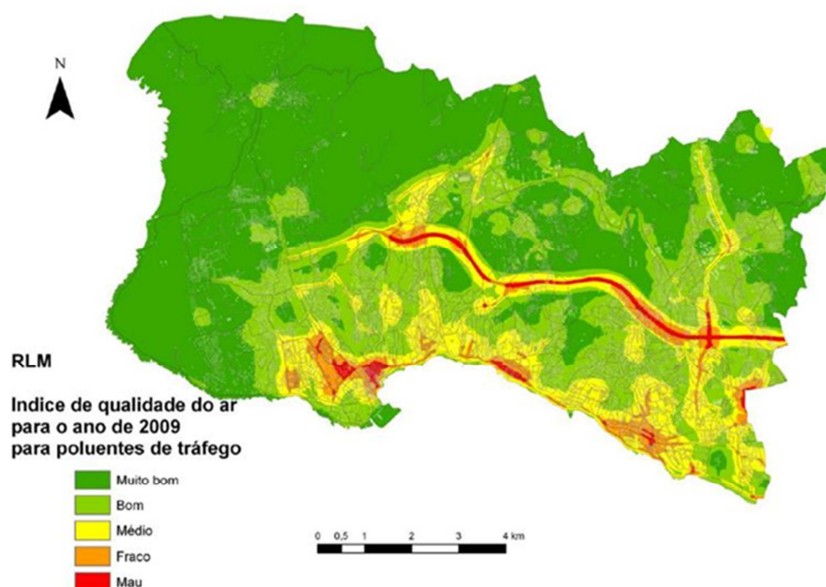 N
RLM
Indice de qualidade do ar
para o ano de 2009
para poluentes de tráfego
Muito bom
Bom
Médio
Fraco
Mau
0 0,5 1 2 3 4 km